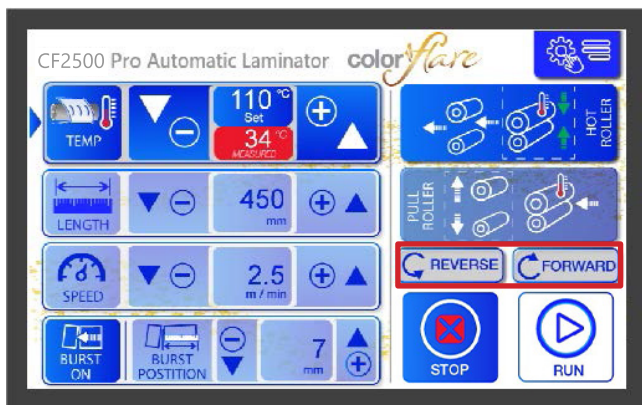 CF2500 Pro Automatic Laminator colorflare
TEMP
110 °C
Set
34 °C
MEASURED
HOT
ROLLER
LENGTH
450
mm
PULL
ROLLER
SPEED
2.5
m / min
REVERSE
FORWARD
BURST
ON
BURST
POSTITION
7
mm
STOP
RUN